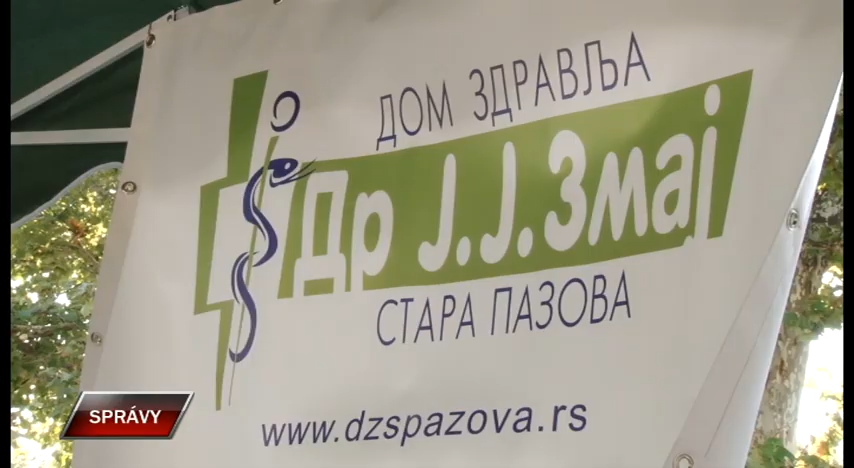 ДОМ ЗДРАВЉА
Др Ј.Ј.Змај
СТАРА ПАЗОВА
www.dzspazova.rs
SPRÁVY